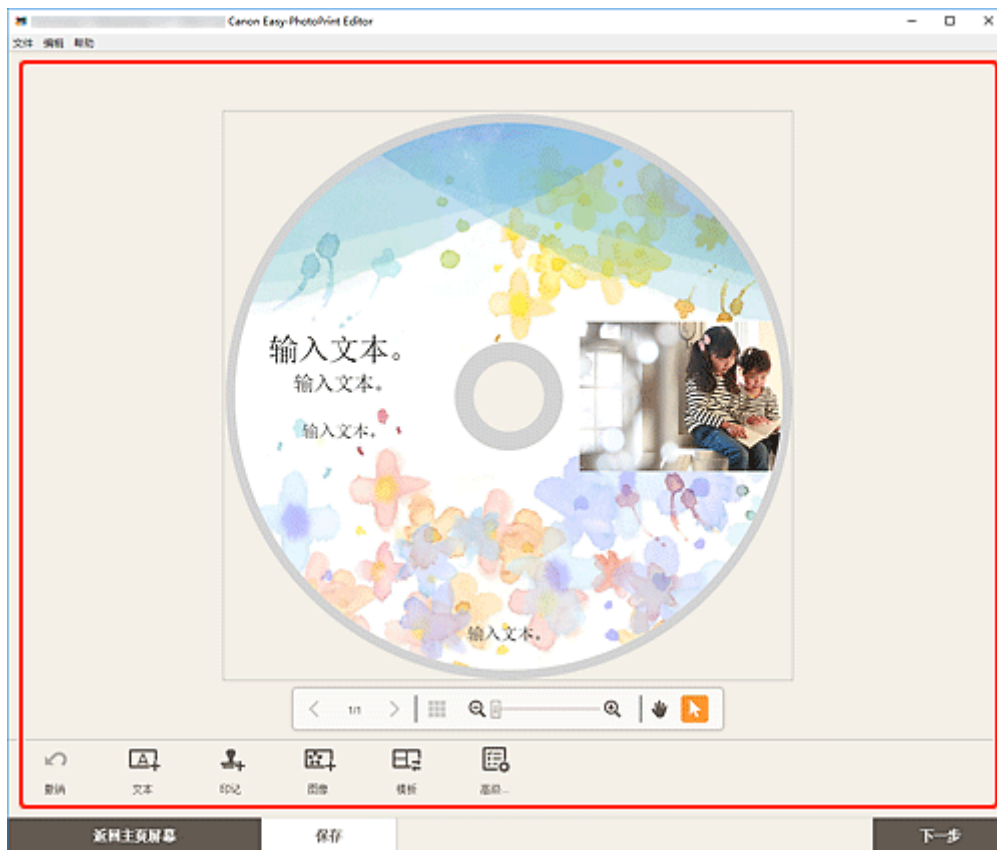 Canon Easy-PhotoPrint Editor
文件 编辑 帮助
输入文本。
输入文本。
输入文本。
输入文本。
1/1
撤消 文本 印记 图像 模板 高级...
返回主页屏幕 保存 下一步